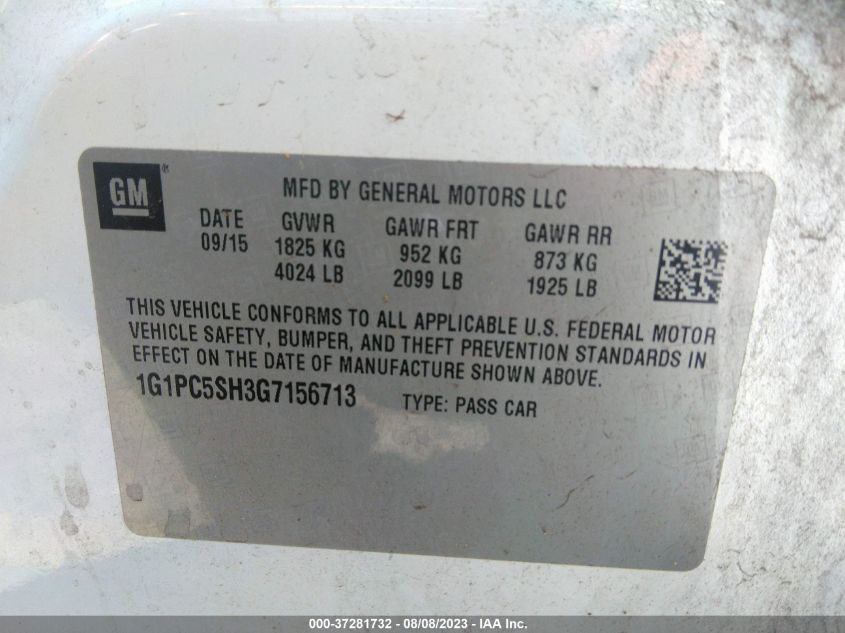 GM®
MFD BY GENERAL MOTORS LLC
DATE GVWR GAWR FRT GAWR RR
09/15 1825 KG 952 KG 873 KG
4024 LB 2099 LB 1925 LB
THIS VEHICLE CONFORMS TO ALL APPLICABLE U.S. FEDERAL MOTOR
VEHICLE SAFETY, BUMPER, AND THEFT PREVENTION STANDARDS IN
EFFECT ON THE DATE OF MANUFACTURE SHOWN ABOVE.
1G1PC5SH3G7156713 TYPE: PASS CAR
000-37281732 - 08/08/2023 - IAA Inc.